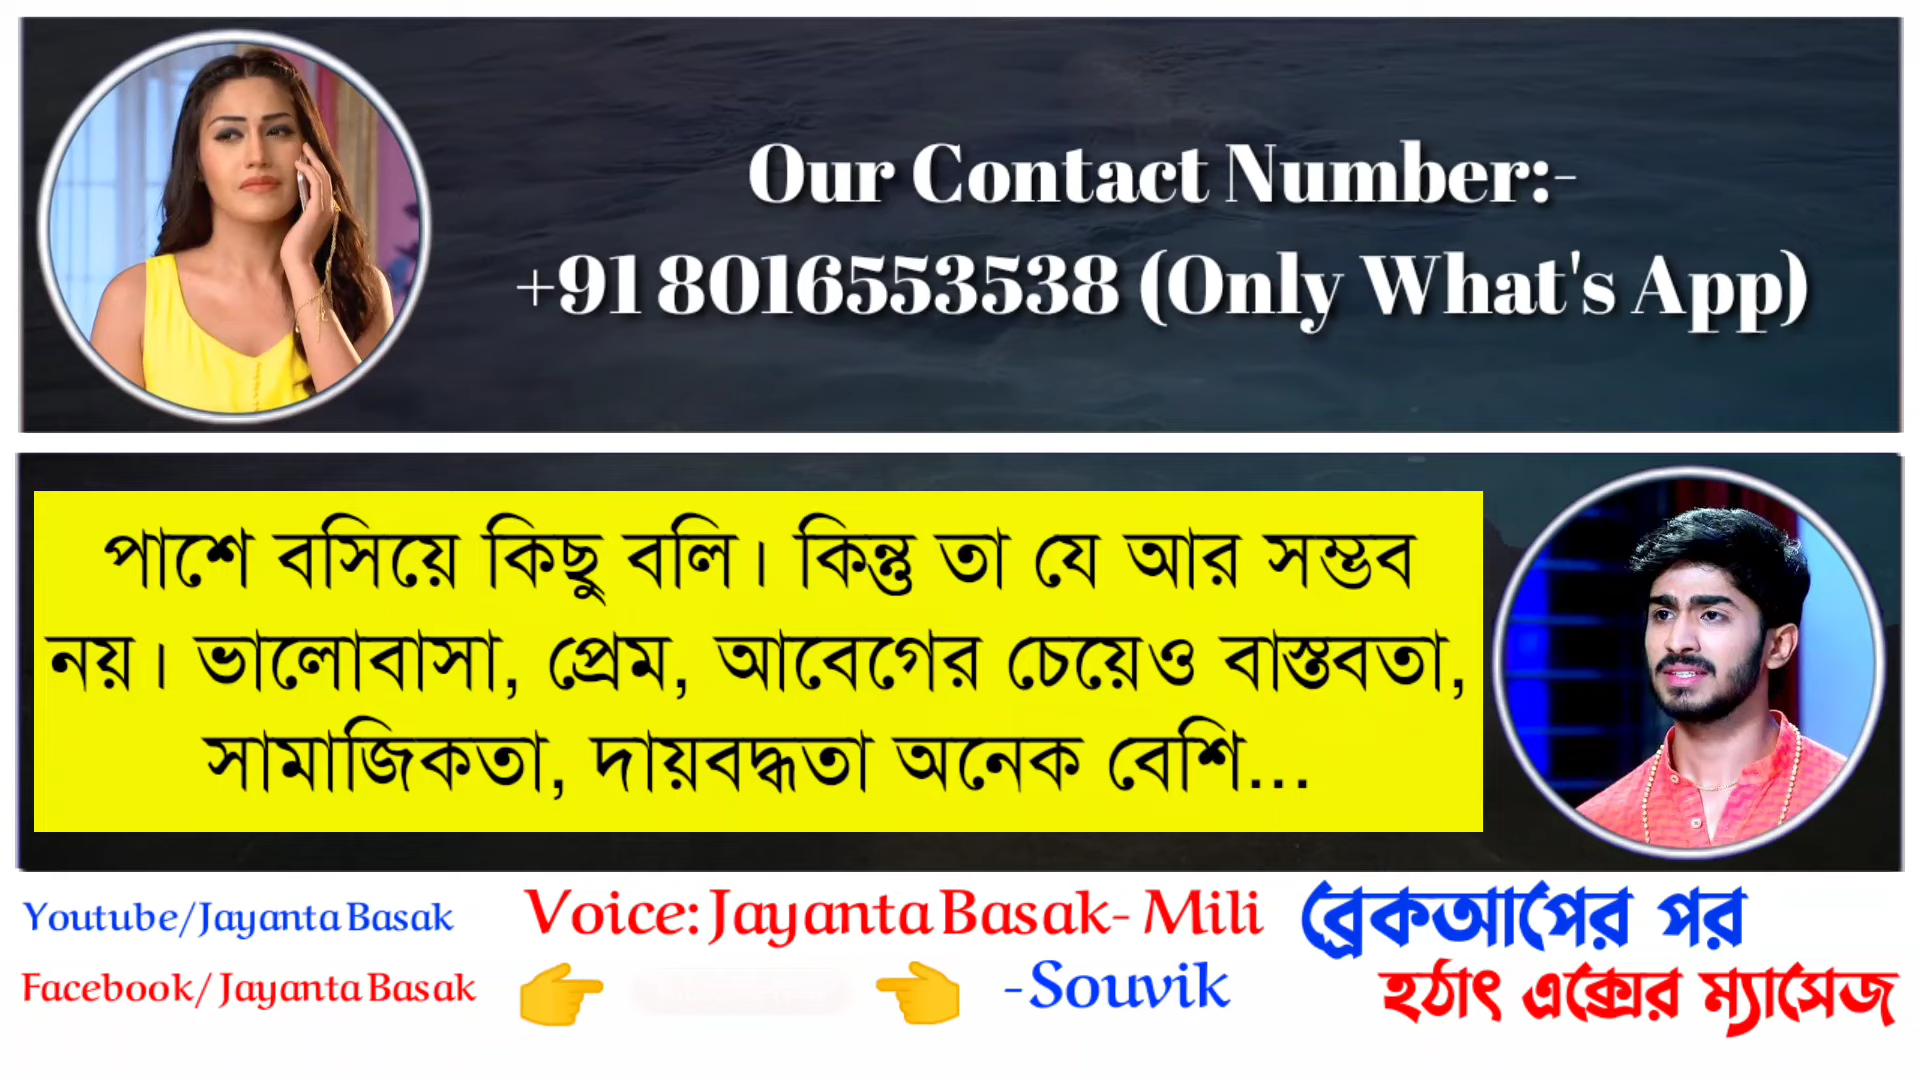 Our Contact Number:-
+91 8016553538 (Only What's App)
পাশে বসিয়ে কিছু বলি। কিন্তু তা যে আর সম্ভব
নয়। ভালোবাসা, প্রেম, আবেগের চেয়েও বাস্তবতা,
সামাজিকতা, দায়বদ্ধতা অনেক বেশি...
Youtube/Jayanta Basak
Facebook/ Jayanta Basak
Voice: Jayanta Basak- Mili
-Souvik
ব্রেকআপের পর
হঠাৎ এক্সের ম্যাসেজ